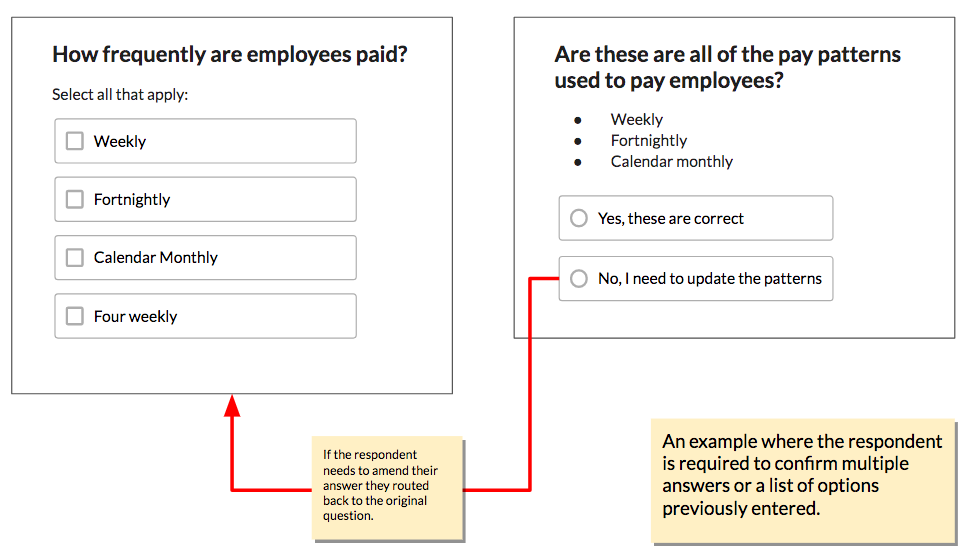 How frequently are employees paid?
Select all that apply:
Weekly
Fortnightly
Calendar Monthly
Four weekly
Are these are all of the pay patterns
used to pay employees?
● Weekly
● Fortnightly
● Calendar monthly
Yes, these are correct
No, I need to update the patterns
If the respondent
needs to amend their
answer they routed
back to the original
question.
An example where the respondent
is required to confirm multiple
answers or a list of options
previously entered.